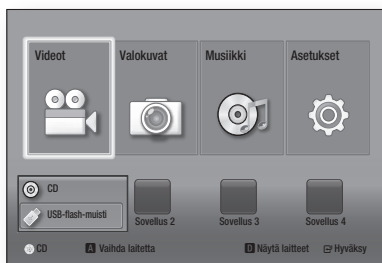 Videot Valokuvat Musiikki Asetukset
CD
USB-flash-muisti
Sovellus 2 Sovellus 3 Sovellus 4
CD A Vaihda laitetta D Näytä laitteet Hyväksy